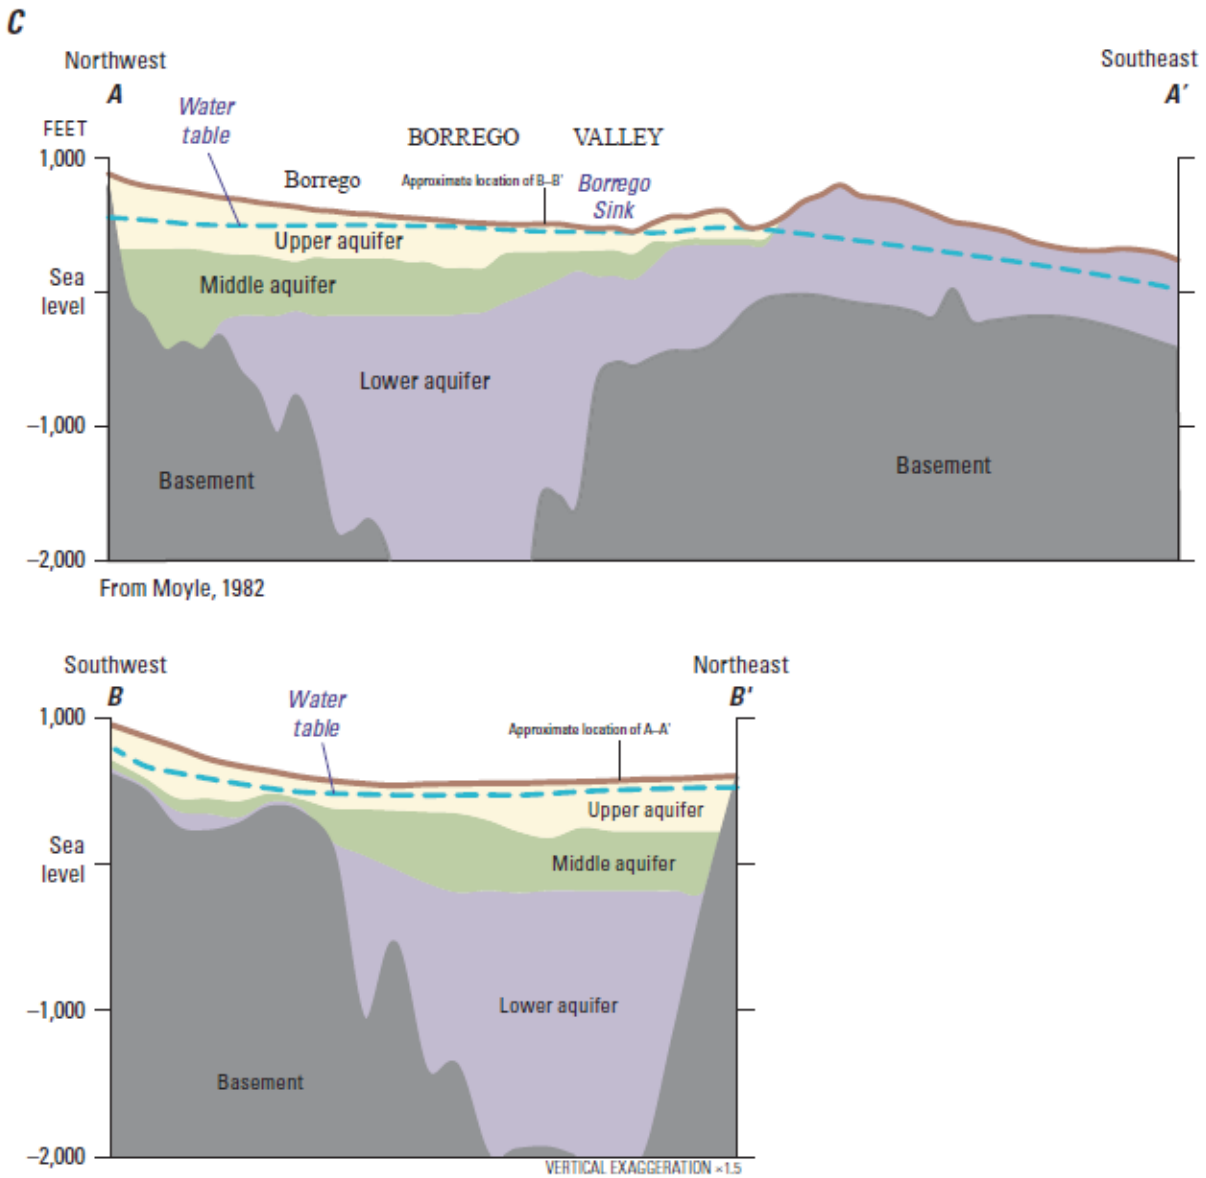 C
Northwest
A
Southeast
A′
Water
table
FEET
1,000
BORREGO VALLEY
Borrego
Approximate location of B–B′
Borrego
Sink
Upper aquifer
Sea
level
Middle aquifer
Lower aquifer
–1,000
Basement
Basement
–2,000
From Moyle, 1982
Southwest
B
Northeast
B'
Water
table
1,000
Approximate location of A–A′
Upper aquifer
Sea
level
Middle aquifer
–1,000
Lower aquifer
Basement
–2,000
VERTICAL EXAGGERATION ×1.5